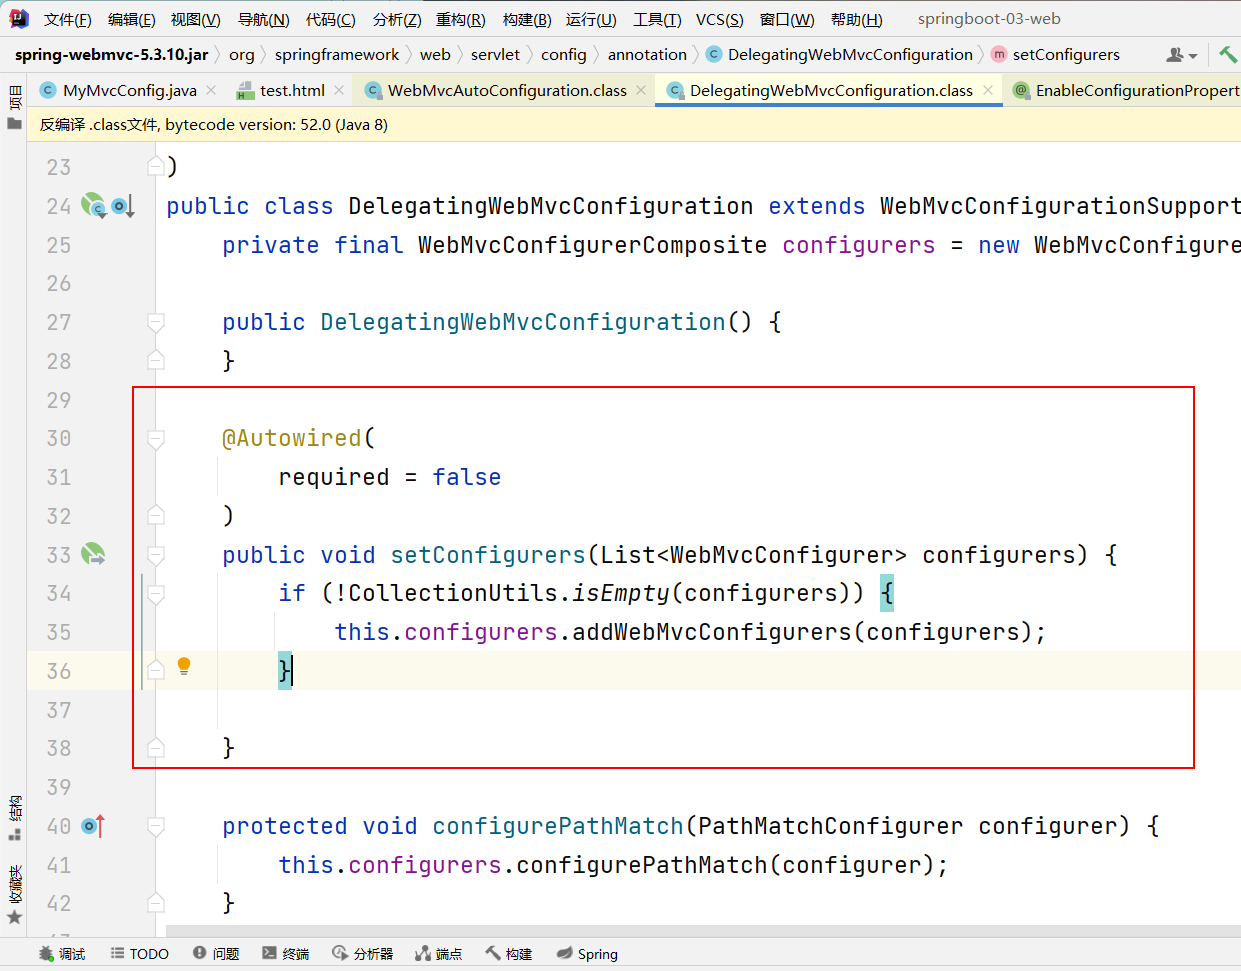 文件(F) 编辑(E) 视图(V) 导航(N) 代码(C) 分析(Z) 重构(R) 构建(B) 运行(U) 工具(T) VCS(S) 窗口(W) 帮助(H) springboot-03-web
spring-webmvc-5.3.10.jar org springframework web servlet config annotation DelegatingWebMvcConfiguration setConfigurers
MyMvcConfig.java test.html WebMvcAutoConfiguration.class DelegatingWebMvcConfiguration.class EnableConfigurationPropert
反编译 .class文件, bytecode version: 52.0 (Java 8)
项目
23 )
24 public class DelegatingWebMvcConfiguration extends WebMvcConfigurationSupport
25 private final WebMvcConfigurerComposite configurers = new WebMvcConfigure
26
27 public DelegatingWebMvcConfiguration() {
28 }
29
30 @Autowired(
31 required = false
32 )
33 public void setConfigurers(List<WebMvcConfigurer> configurers) {
34 if (!CollectionUtils.isEmpty(configurers)) {
35 this.configurers.addWebMvcConfigurers(configurers);
36 }
37
38 }
39
40 protected void configurePathMatch(PathMatchConfigurer configurer) {
41 this.configurers.configurePathMatch(configurer);
42 }
结构
收藏夹
调试 TODO 问题 终端 分析器 端点 构建 Spring